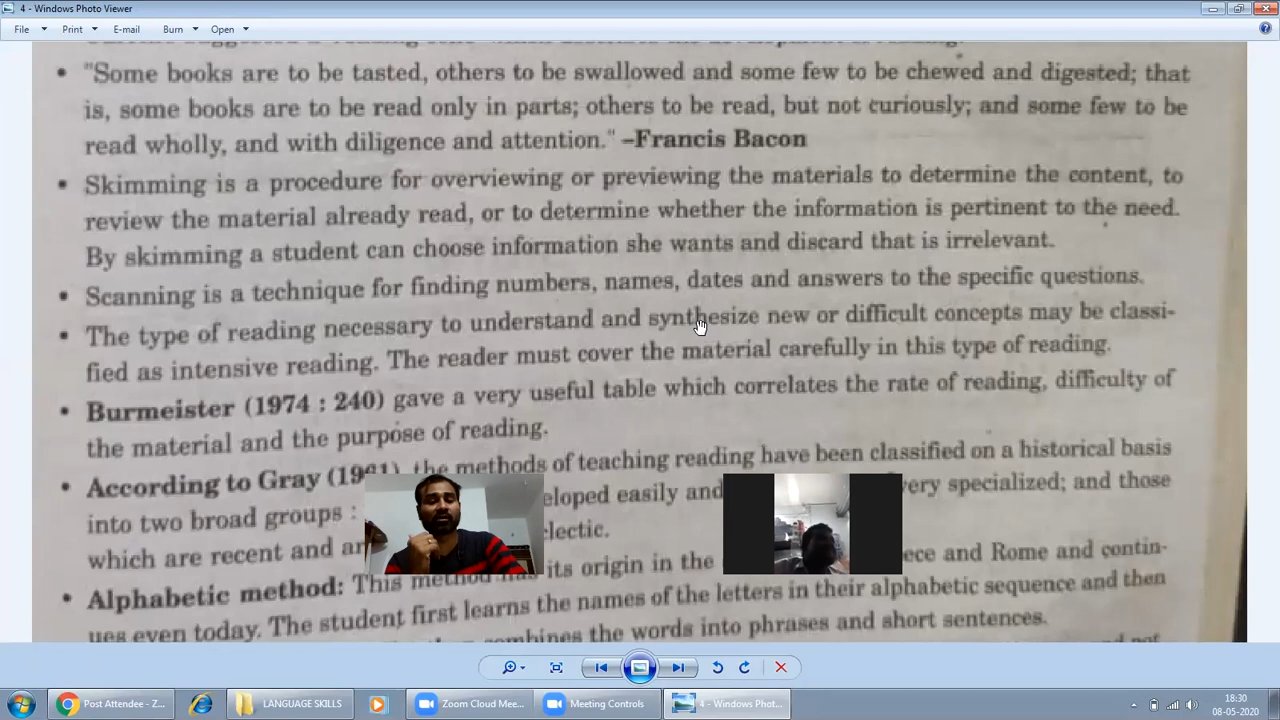 4 - Windows Photo Viewer
File Print E-mail Burn Open
"Some books are to be tasted, others to be swallowed and some few to be chewed and digested; that
is, some books are to be read only in parts; others to be read, but not curiously; and some few to be
read wholly, and with diligence and attention." –Francis Bacon
Skimming is a procedure for overviewing or previewing the materials to determine the content, to
review the material already read, or to determine whether the information is pertinent to the need.
By skimming a student can choose information she wants and discard that is irrelevant.
Scanning is a technique for finding numbers, names, dates and answers to the specific questions.
The type of reading necessary to understand and synthesize new or difficult concepts may be classi-
fied as intensive reading. The reader must cover the material carefully in this type of reading.
Burmeister (1974 : 240) gave a very useful table which correlates the rate of reading, difficulty of
the material and the purpose of reading.
According to Gray (1961), the methods of teaching reading have been classified on a historical basis
into two broad groups : eloped easily and very specialized; and those
which are recent and lectic.
Alphabetic method: This method has its origin in the ece and Rome and contin-
ues even today. The student first learns the names of the letters in their alphabetic sequence and then
combines the words into phrases and short sentences.
Post Attendee - Z... LANGUAGE SKILLS Zoom Cloud Mee... Meeting Controls 4 - Windows Phot...
18:30
08-05-2020